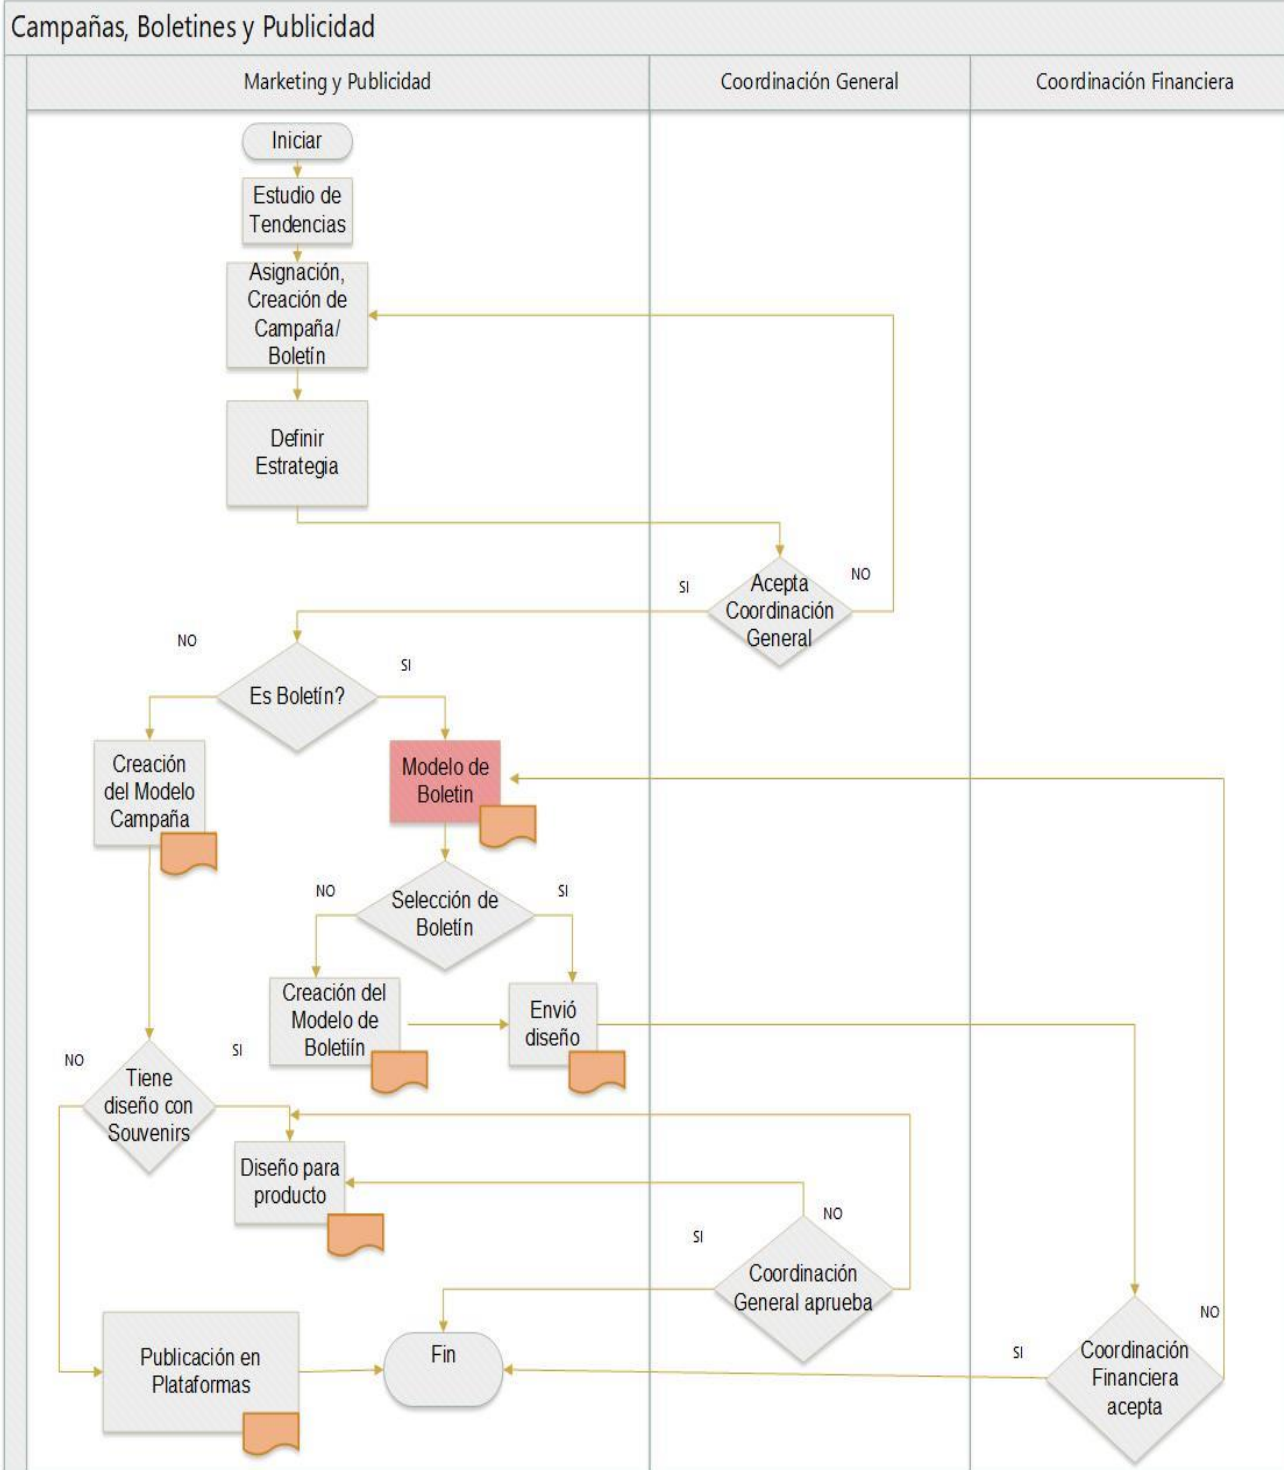 Campañas, Boletines y Publicidad
Marketing y Publicidad
Coordinación General
Coordinación Financiera
Iniciar
Estudio de
Tendencias
Asignación,
Creación de
Campaña/
Boletín
Definir
Estrategia
SI
Acepta
Coordinación
General
NO
NO
Es Boletín?
SI
Creación
del Modelo
Campaña
Modelo de
Boletin
NO
Selección de
Boletín
SI
Creación del
Modelo de
Boletiín
Envió
diseño
NO
Tiene
diseño con
Souvenirs
SI
Diseño para
producto
SI
NO
Coordinación
General aprueba
Publicación en
Plataformas
Fin
SI
Coordinación
Financiera
acepta
NO